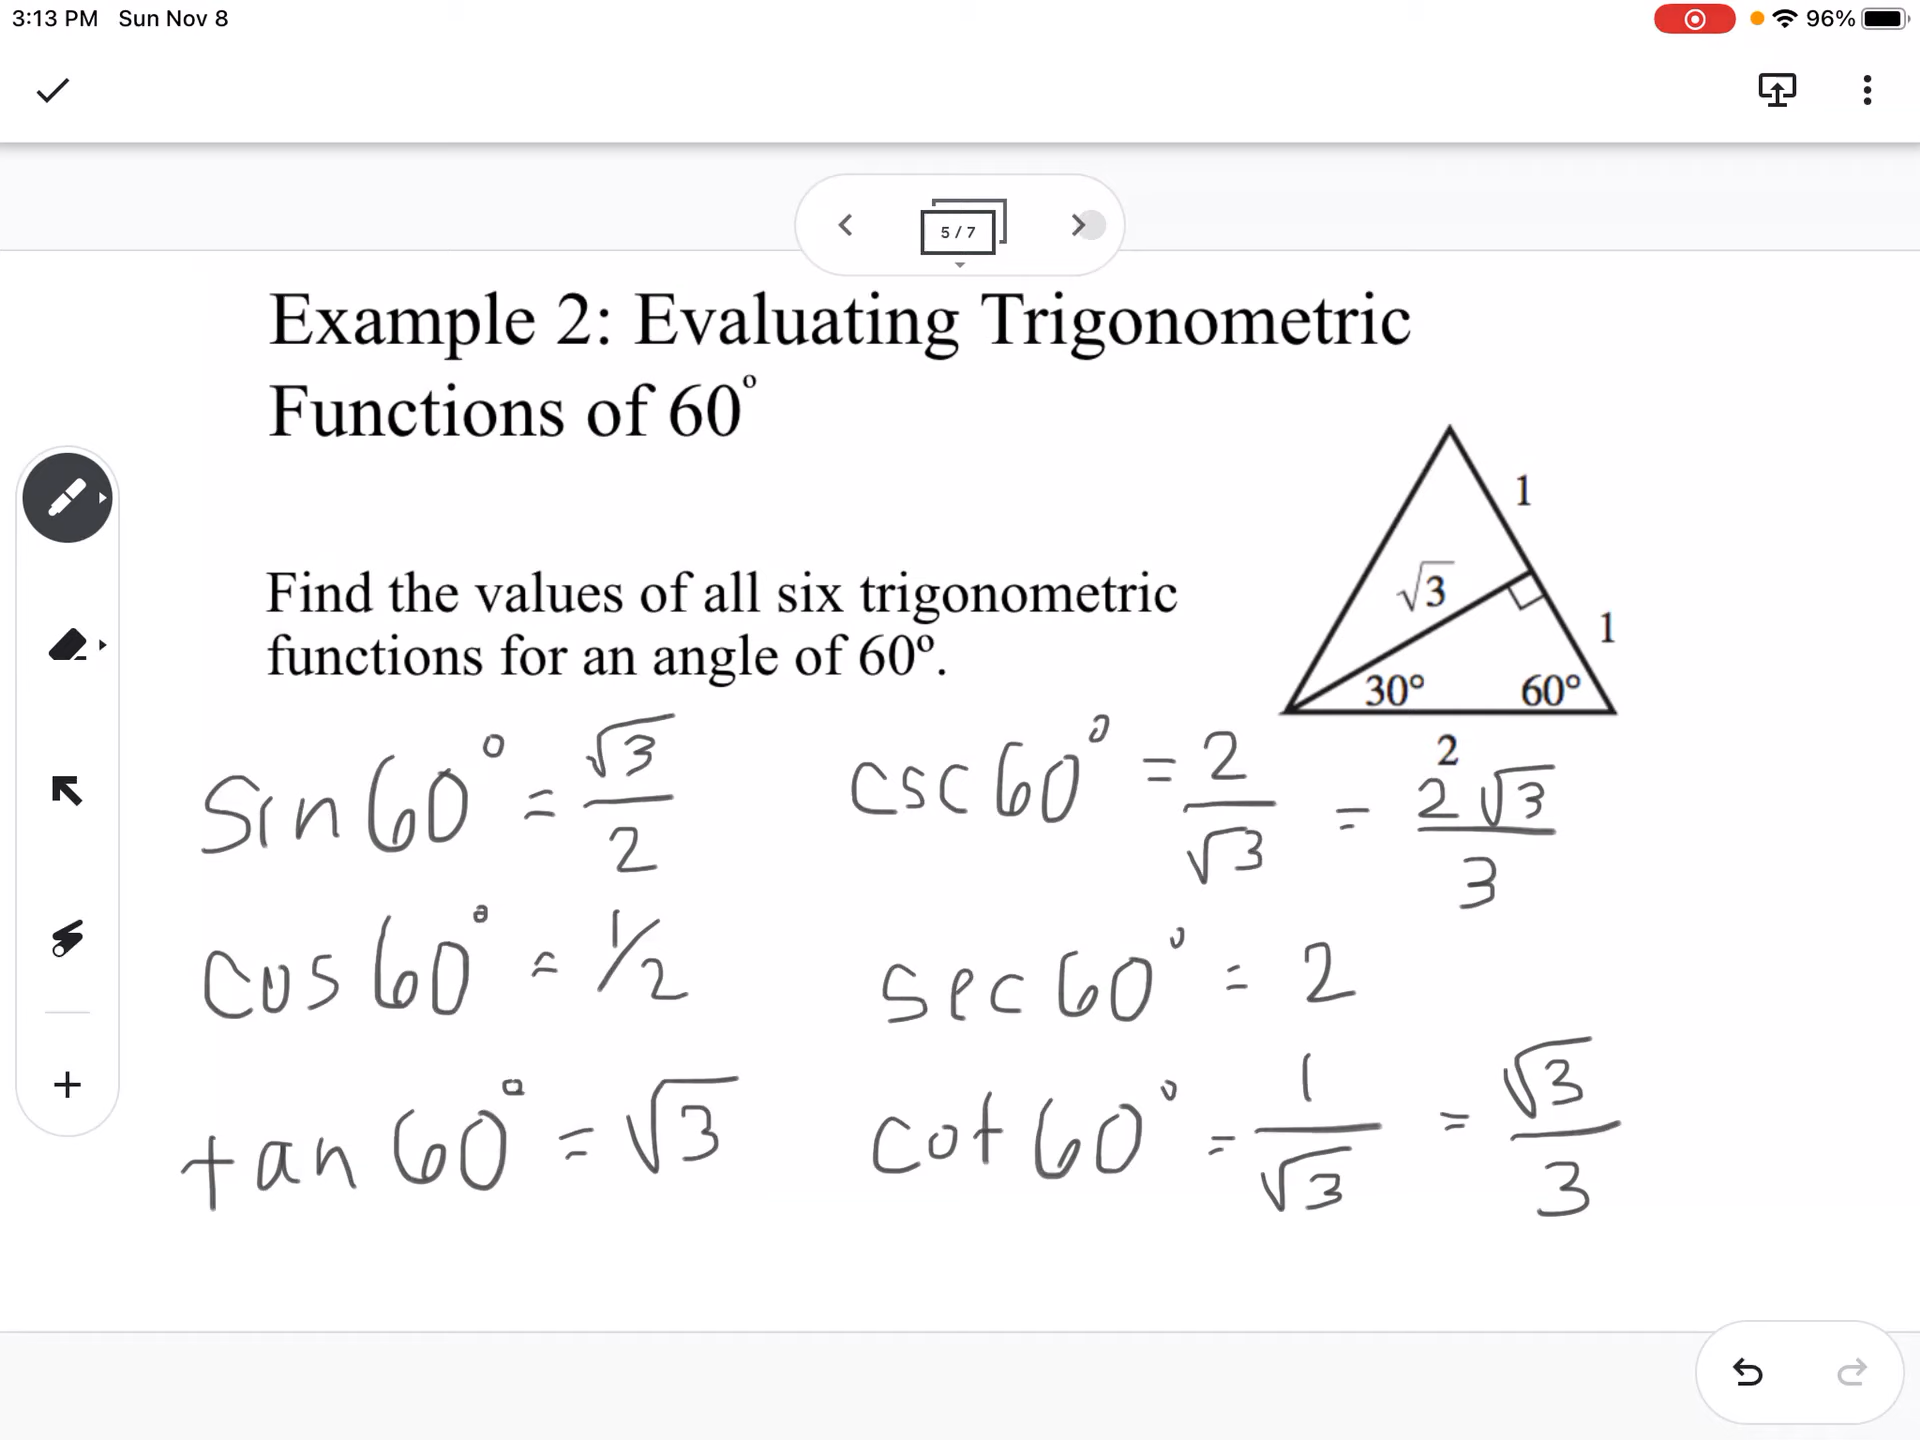 3:13 PM Sun Nov 8
96%
5 / 7
Example 2: Evaluating Trigonometric
Functions of 60°
Find the values of all six trigonometric
functions for an angle of 60º.
1
√3
1
30° 60°
2
sin 60° = √3/2
csc 60° = 2/√3 = 2√3/3
cos 60° = 1/2
sec 60° = 2
tan 60° = √3
cot 60° = 1/√3 = √3/3